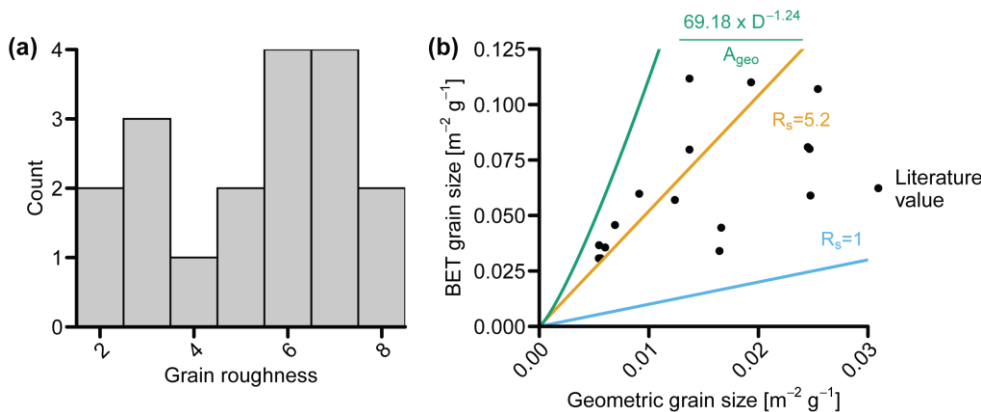 (a)
4
3
2
1
0
Count
2
4
6
8
Grain roughness
(b)
69.18 x D⁻¹·²⁴
A_geo
0.125
0.100
0.075
0.050
0.025
0.000
BET grain size [m⁻² g⁻¹]
R_s=5.2
R_s=1
Literature
value
0.00
0.01
0.02
0.03
Geometric grain size [m⁻² g⁻¹]